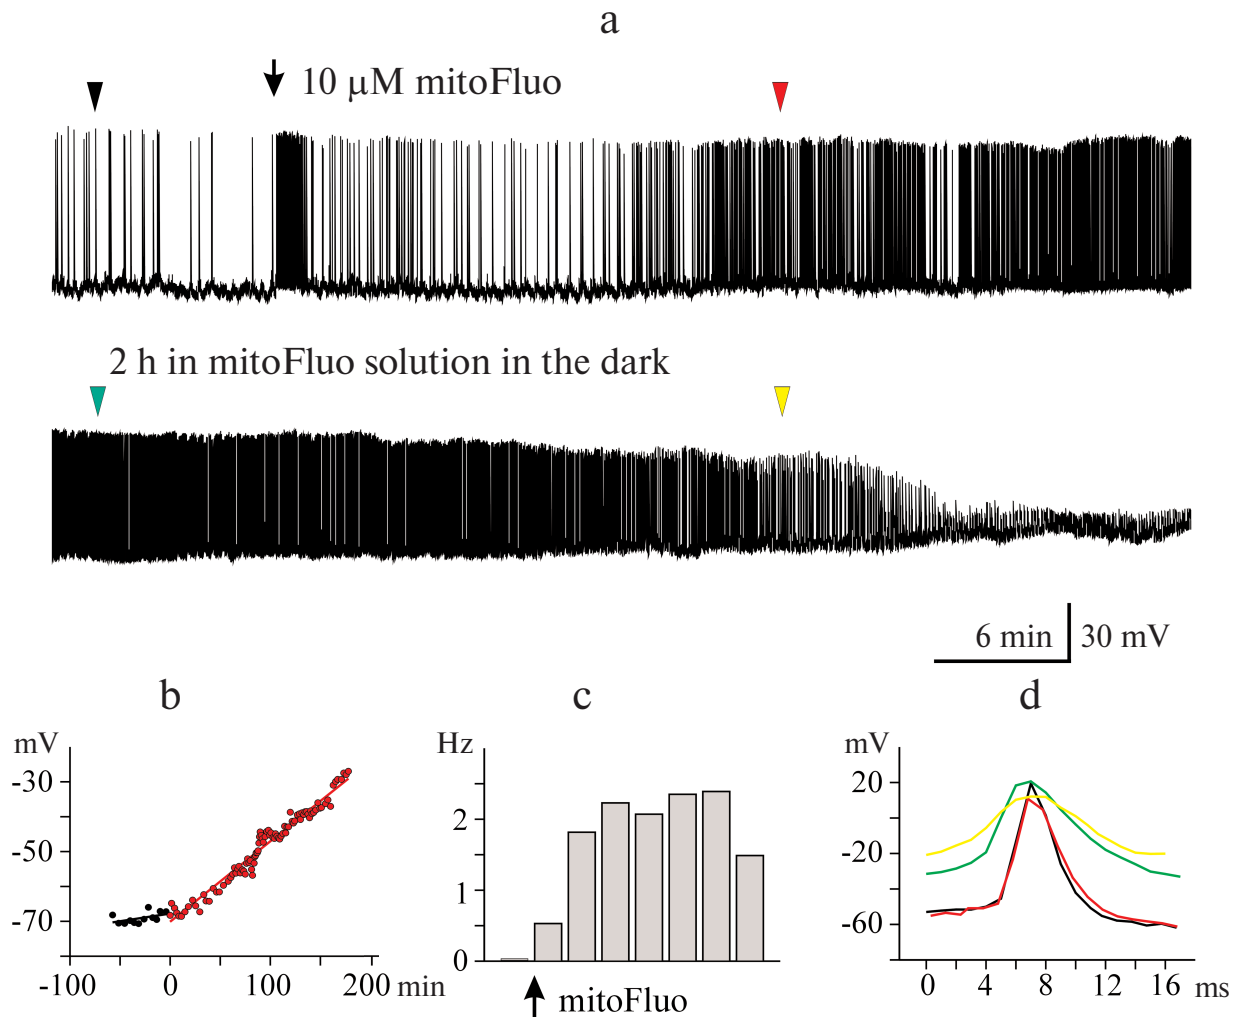 a
10 μM mitoFluo
2 h in mitoFluo solution in the dark
6 min 30 mV
b c d
mV Hz mV
-30
-50
-70
-100 0 100 200 min
2
1
0
mitoFluo
20
-20
-60
0 4 8 12 16 ms